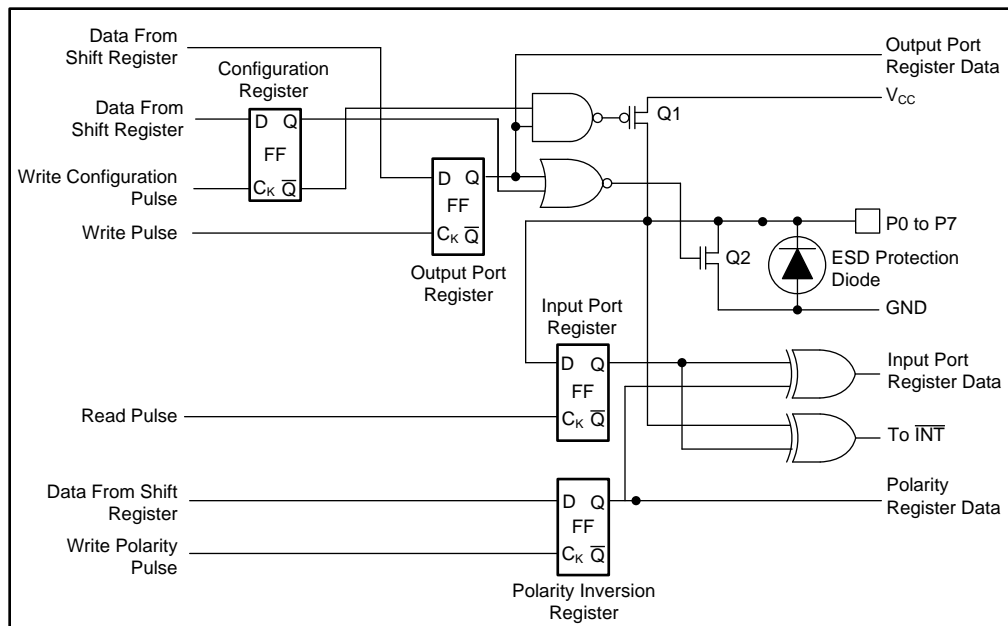 Data From
Shift Register
Configuration
Register
Output Port
Register Data
VCC
Q1
Data From
Shift Register
D Q
FF
CK Q̅
Write Configuration
Pulse
D Q
FF
CK Q̅
Write Pulse
Output Port
Register
P0 to P7
Q2
ESD Protection
Diode
GND
Input Port
Register
D Q
FF
CK Q̅
Input Port
Register Data
Read Pulse
To I̅N̅T̅
Data From Shift
Register
D Q
FF
CK Q̅
Polarity
Register Data
Write Polarity
Pulse
Polarity Inversion
Register